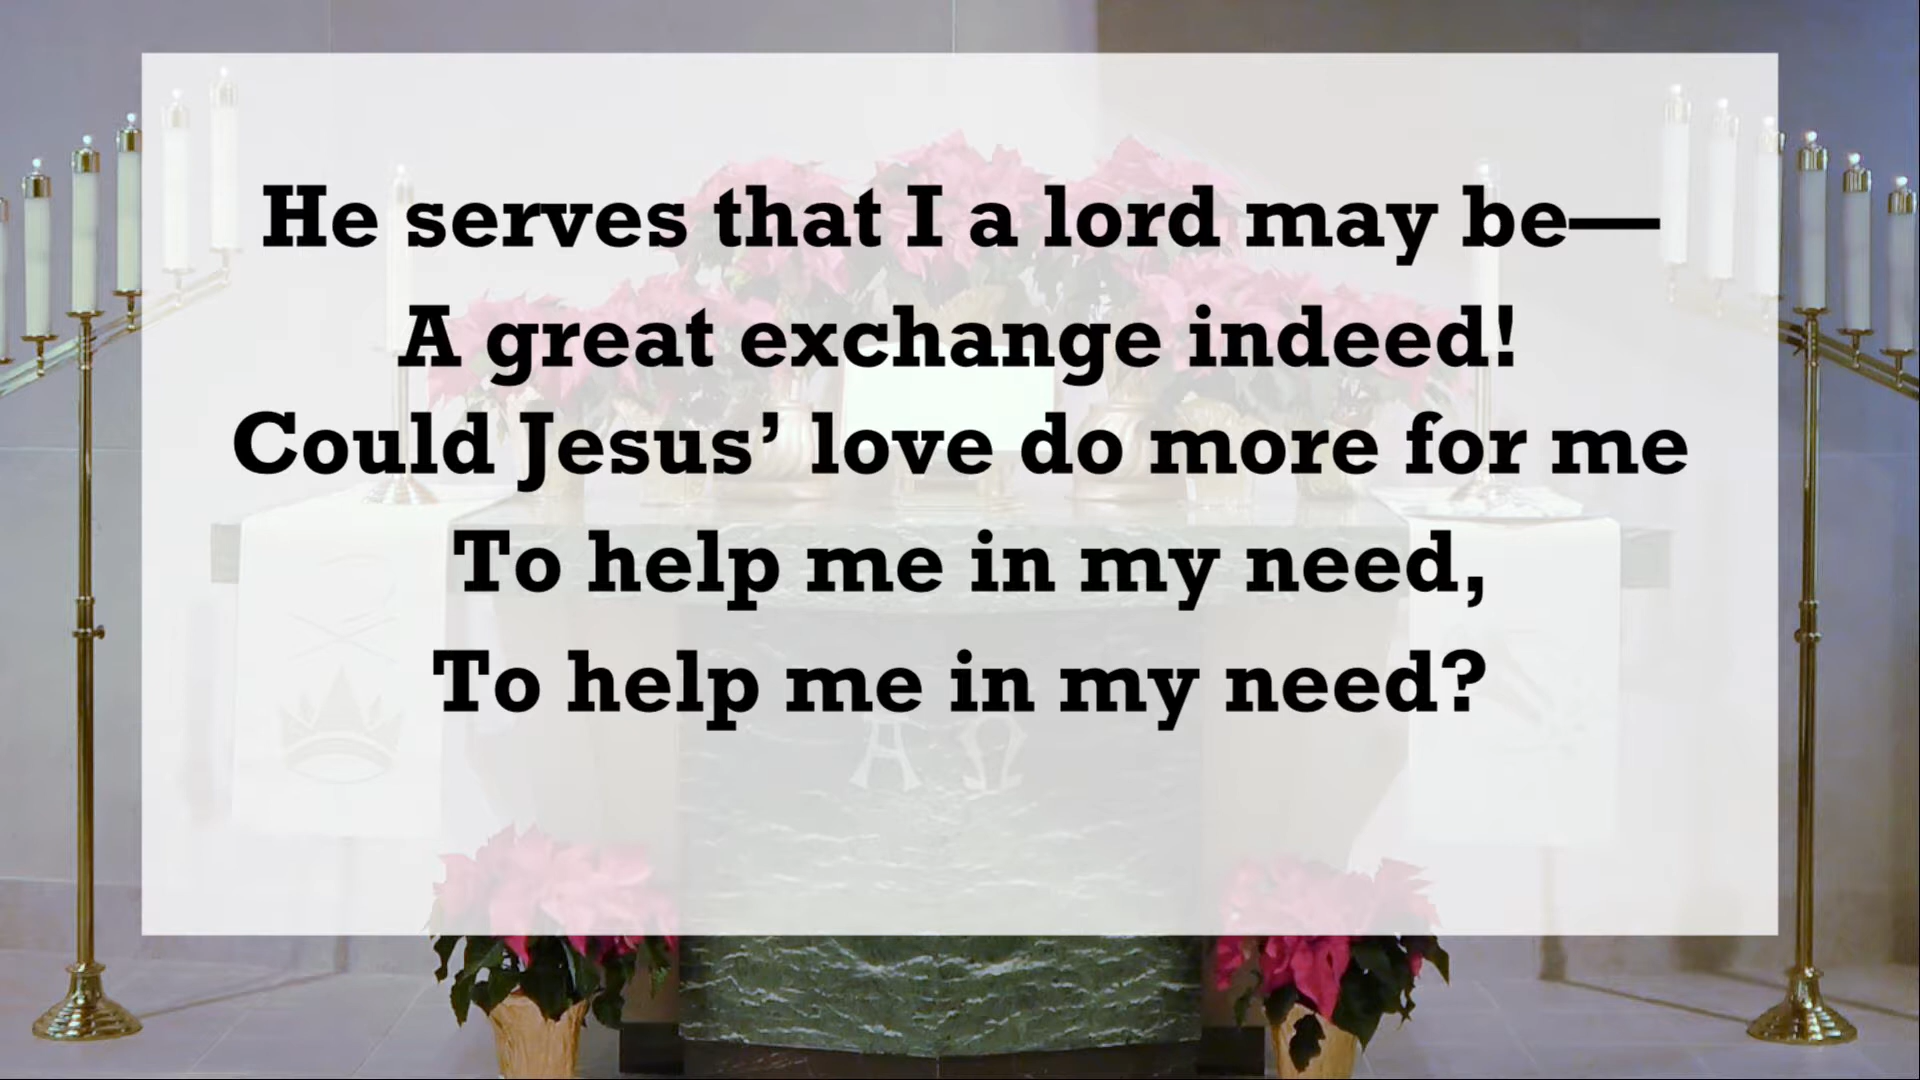 He serves that I a lord may be—
A great exchange indeed!
Could Jesus’ love do more for me
To help me in my need,
To help me in my need?
Α Ω